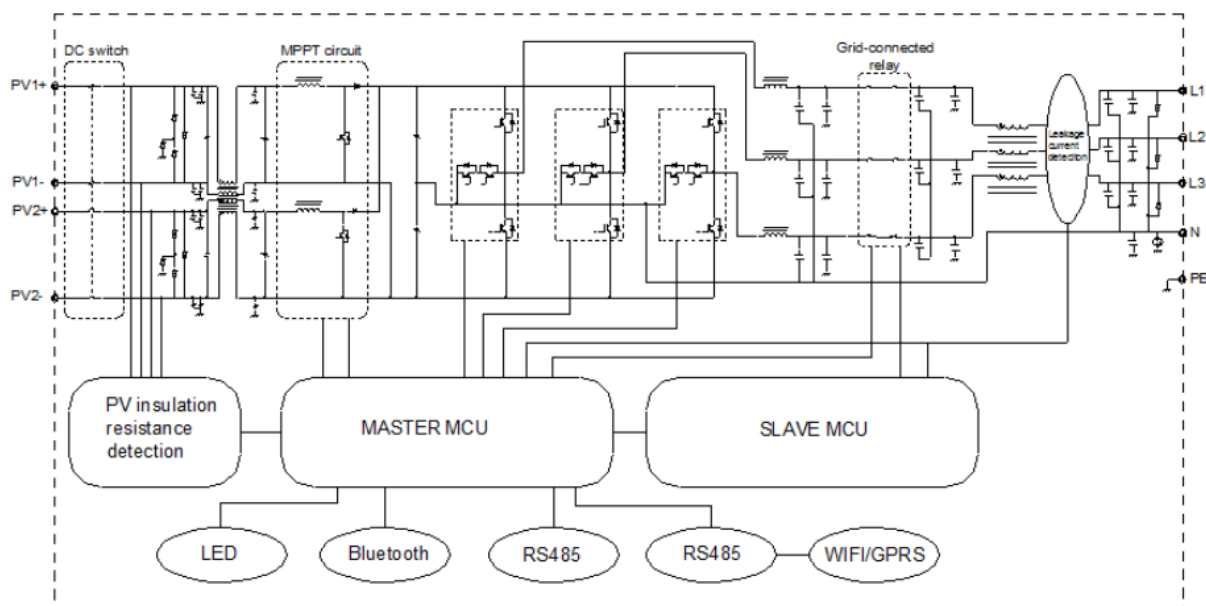 DC switch
MPPT circuit
Grid-connected
relay
PV1+
PV1-
PV2+
PV2-
Leakage
current
detection
L1
L2
L3
N
PE
PV insulation
resistance
detection
MASTER MCU
SLAVE MCU
LED
Bluetooth
RS485
RS485
WIFI/GPRS